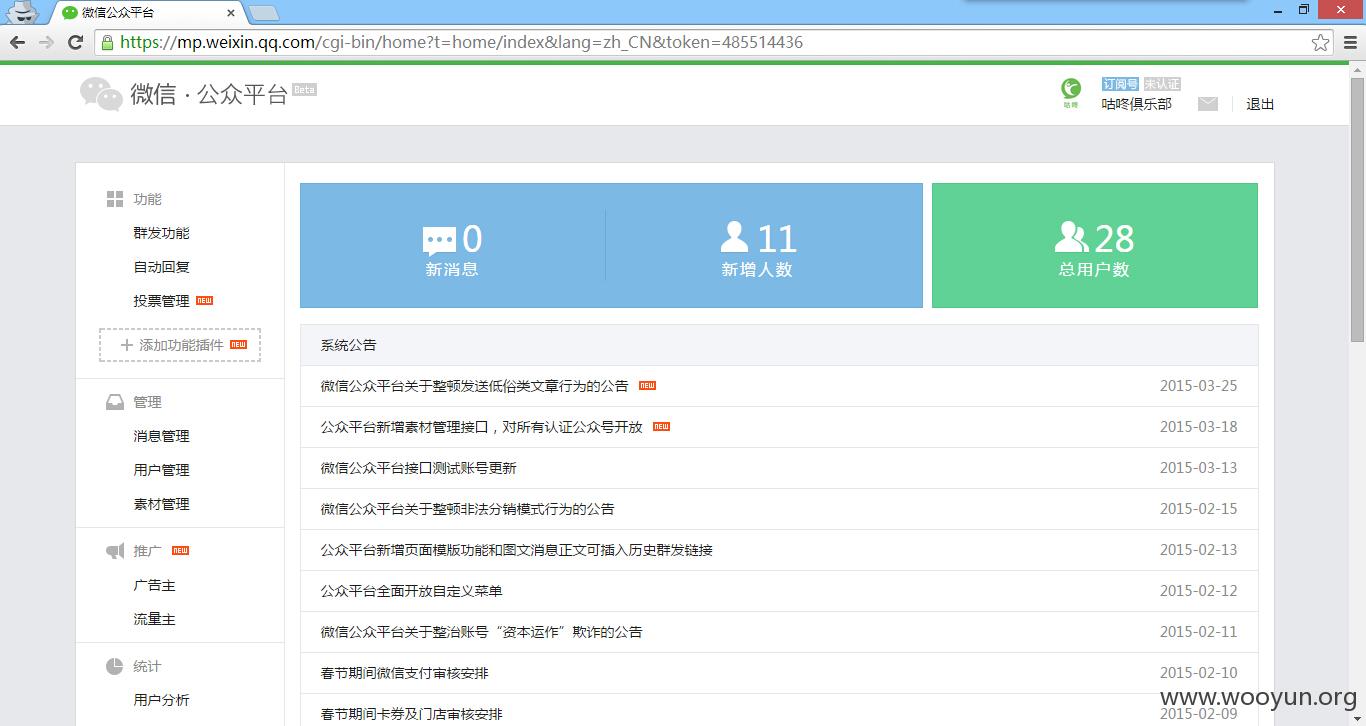 微信公众平台
https://mp.weixin.qq.com/cgi-bin/home?t=home/index&lang=zh_CN&token=485514436
微信 · 公众平台 Beta
订阅号 未认证
咕咚
咕咚俱乐部
退出
功能
群发功能
自动回复
投票管理 NEW
添加功能插件 NEW
管理
消息管理
用户管理
素材管理
推广 NEW
广告主
流量主
统计
用户分析
0
新消息
11
新增人数
28
总用户数
系统公告
微信公众平台关于整顿发送低俗类文章行为的公告 NEW 2015-03-25
公众平台新增素材管理接口，对所有认证公众号开放 NEW 2015-03-18
微信公众平台接口测试账号更新 2015-03-13
微信公众平台关于整顿非法分销模式行为的公告 2015-02-15
公众平台新增页面模版功能和图文消息正文可插入历史群发链接 2015-02-13
公众平台全面开放自定义菜单 2015-02-12
微信公众平台关于整治账号“资本运作”欺诈的公告 2015-02-11
春节期间微信支付审核安排 2015-02-10
春节期间卡券及门店审核安排 2015-02-09
www.wooyun.org